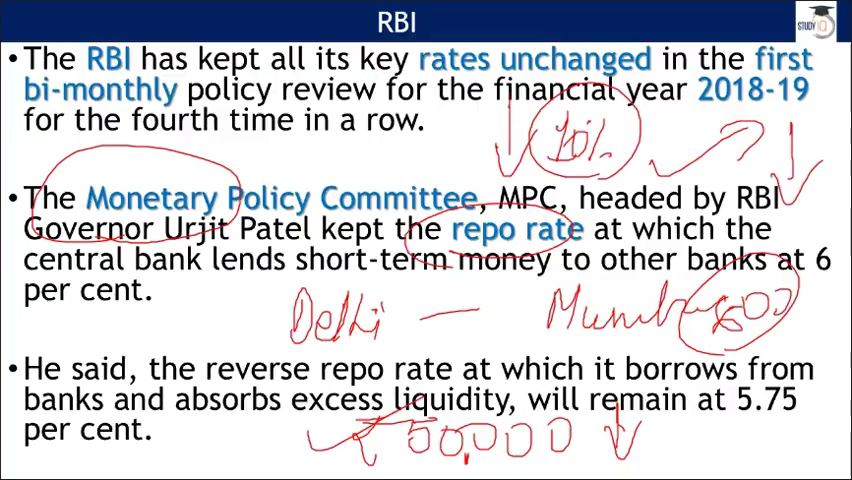 RBI
STUDY IQ
• The RBI has kept all its key rates unchanged in the first
bi-monthly policy review for the financial year 2018-19
for the fourth time in a row.
10%
• The Monetary Policy Committee, MPC, headed by RBI
Governor Urjit Patel kept the repo rate at which the
central bank lends short-term money to other banks at 6
per cent.
Delhi —
• He said, the reverse repo rate at which it borrows from
banks and absorbs excess liquidity, will remain at 5.75
per cent.